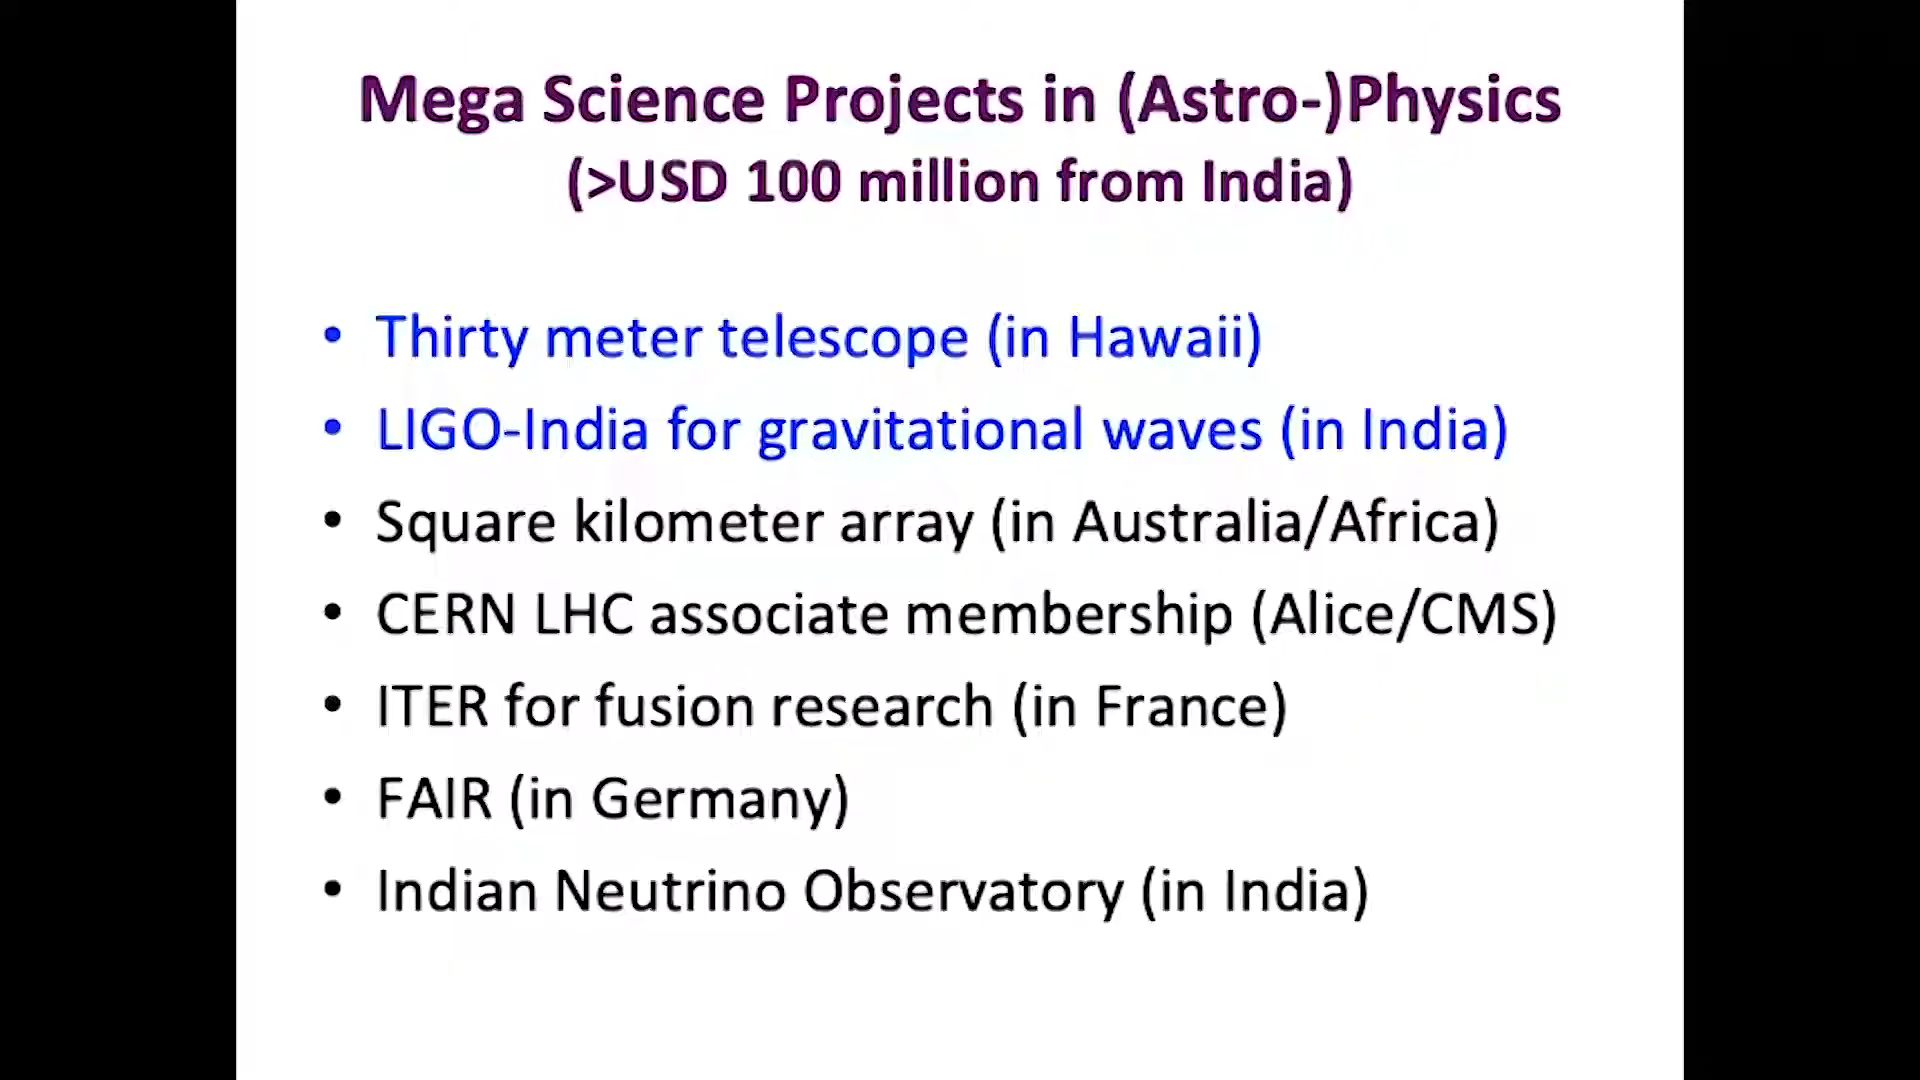 Mega Science Projects in (Astro-)Physics
(>USD 100 million from India)
• Thirty meter telescope (in Hawaii)
• LIGO-India for gravitational waves (in India)
• Square kilometer array (in Australia/Africa)
• CERN LHC associate membership (Alice/CMS)
• ITER for fusion research (in France)
• FAIR (in Germany)
• Indian Neutrino Observatory (in India)